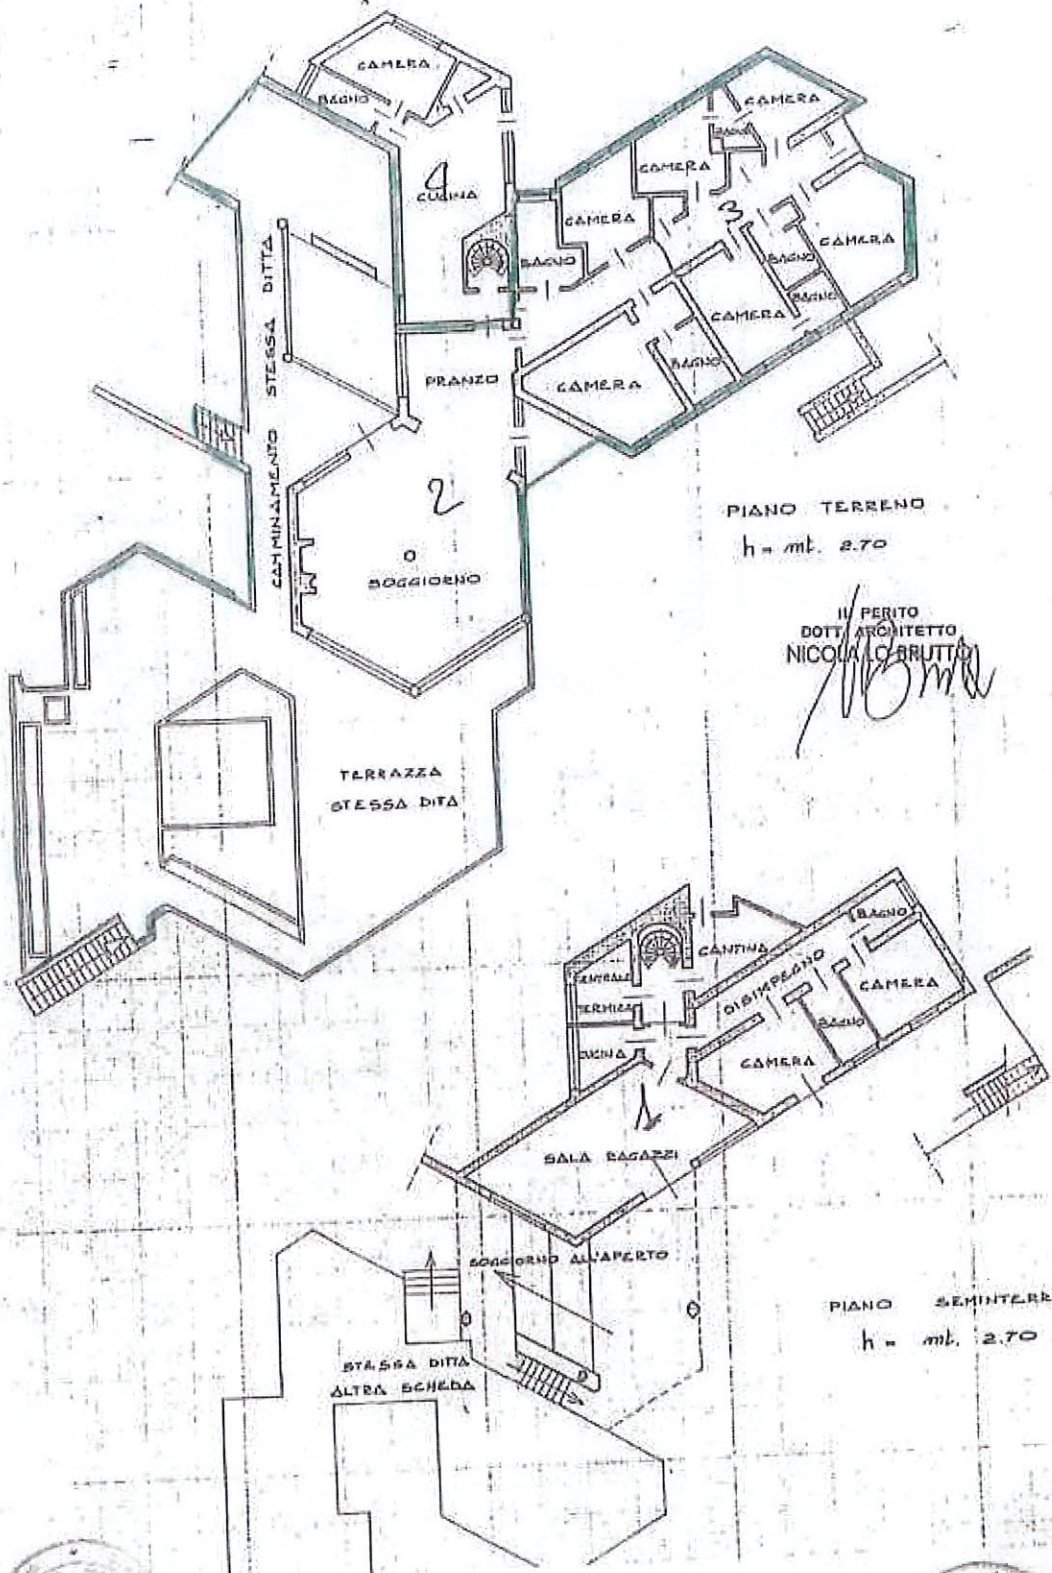 CAMERA
BAGNO
4
CUCINA
CAMERA
BAGNO
CAMERA
CAMERA
3
BAGNO
CAMERA
BAGNO
BAGNO
CAMERA
BAGNO
CAMERA
PRANZO
CAMMINAMENTO STESSA DITTA
2
SOGGIORNO
PIANO TERRENO
h = mt. 2.70
IL PERITO
DOTT. ARCHITETTO
NICOLA LO BRUTTO
TERRAZZA
STESSA DITA
BAGNO
CANTINA
CENTRALE
TERMICA
DISIMPEGNO
CAMERA
BAGNO
CUCINA
CAMERA
1
SALA RAGAZZI
SOGGIORNO ALL'APERTO
PIANO SEMINTERR
h = mt. 2.70
STESSA DITTA
ALTRA SCHEDA